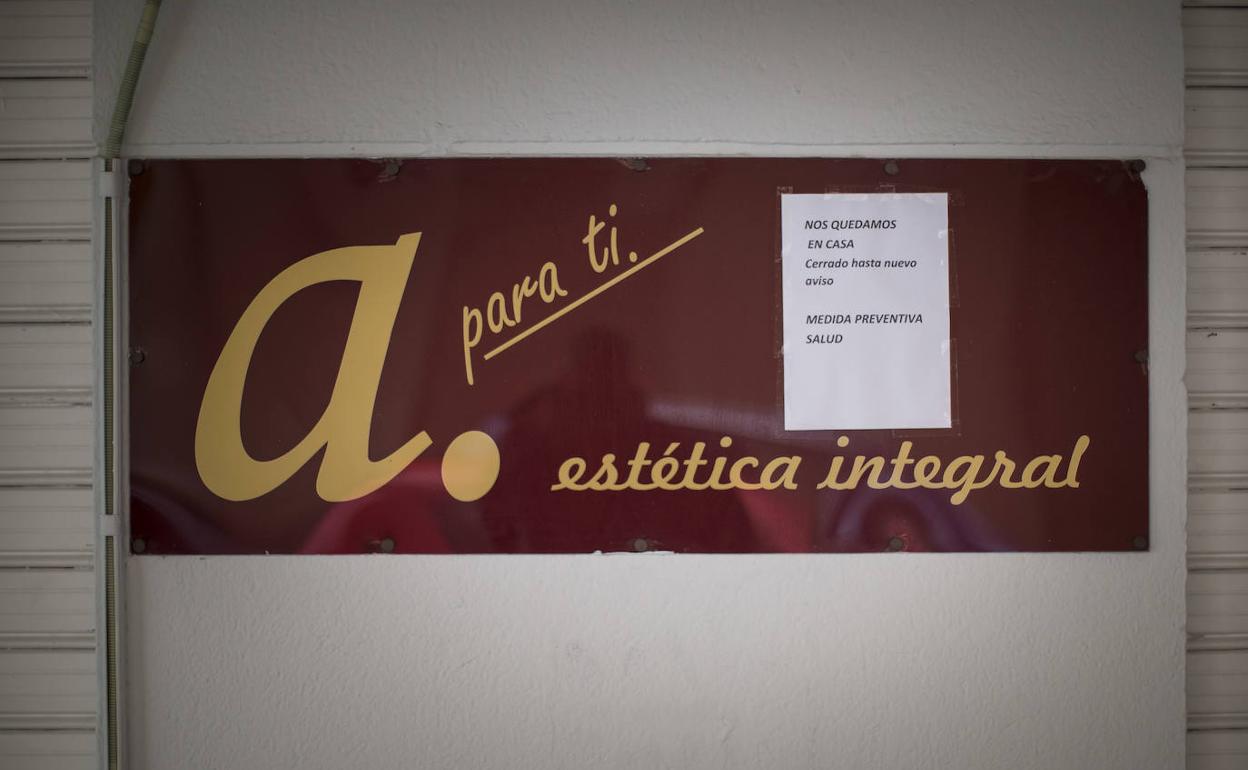 a.
para ti.
estética integral
NOS QUEDAMOS
EN CASA
Cerrado hasta nuevo
aviso
MEDIDA PREVENTIVA
SALUD